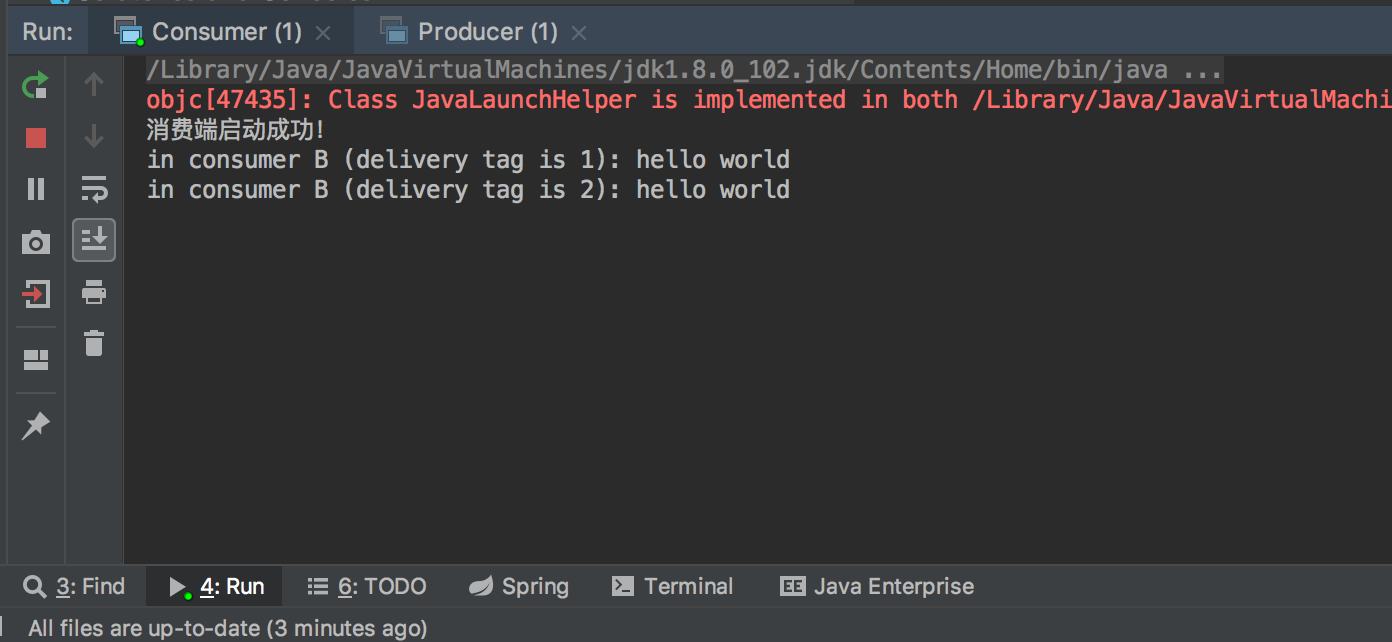 Run: Consumer (1) Producer (1)
/Library/Java/JavaVirtualMachines/jdk1.8.0_102.jdk/Contents/Home/bin/java ...
objc[47435]: Class JavaLaunchHelper is implemented in both /Library/Java/JavaVirtualMachi
消费端启动成功!
in consumer B (delivery tag is 1): hello world
in consumer B (delivery tag is 2): hello world
3: Find 4: Run 6: TODO Spring Terminal EE Java Enterprise
All files are up-to-date (3 minutes ago)